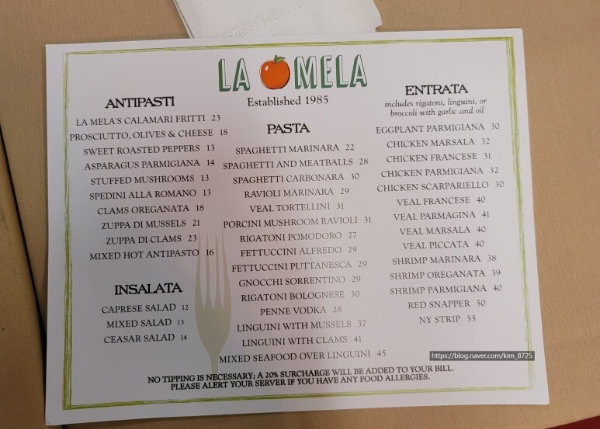 LA MELA
Established 1985
ANTIPASTI
LA MELA'S CALAMARI FRITTI 23
PROSCIUTTO, OLIVES & CHEESE 18
SWEET ROASTED PEPPERS 13
ASPARAGUS PARMIGIANA 14
STUFFED MUSHROOMS 13
SPEDINI ALLA ROMANO 13
CLAMS OREGANATA 18
ZUPPA DI MUSSELS 21
ZUPPA DI CLAMS 23
MIXED HOT ANTIPASTO 16
INSALATA
CAPRESE SALAD 12
MIXED SALAD 13
CEASAR SALAD 14
PASTA
SPAGHETTI MARINARA 22
SPAGHETTI AND MEATBALLS 28
SPAGHETTI CARBONARA 30
RAVIOLI MARINARA 29
VEAL TORTELLINI 31
PORCINI MUSHROOM RAVIOLI 31
RIGATONI POMODORO 27
FETTUCCINI ALFREDO 29
FETTUCCINI PUTTANESCA 29
GNOCCHI SORRENTINO 29
RIGATONI BOLOGNESE 30
PENNE VODKA 28
LINGUINI WITH MUSSELS 37
LINGUINI WITH CLAMS 41
MIXED SEAFOOD OVER LINGUINI 45
ENTRATA
includes rigatoni, linguini, or
broccoli with garlic and oil
EGGPLANT PARMIGIANA 30
CHICKEN MARSALA 32
CHICKEN FRANCESE 31
CHICKEN PARMIGIANA 32
CHICKEN SCARPARIELLO 30
VEAL FRANCESE 40
VEAL PARMAGINA 41
VEAL MARSALA 40
VEAL PICCATA 40
SHRIMP MARINARA 38
SHRIMP OREGANATA 39
SHRIMP PARMIGIANA 40
RED SNAPPER 50
NY STRIP 55
https://blog.naver.com/kim_8725
NO TIPPING IS NECESSARY; A 20% SURCHARGE WILL BE ADDED TO YOUR BILL.
PLEASE ALERT YOUR SERVER IF YOU HAVE ANY FOOD ALLERGIES.